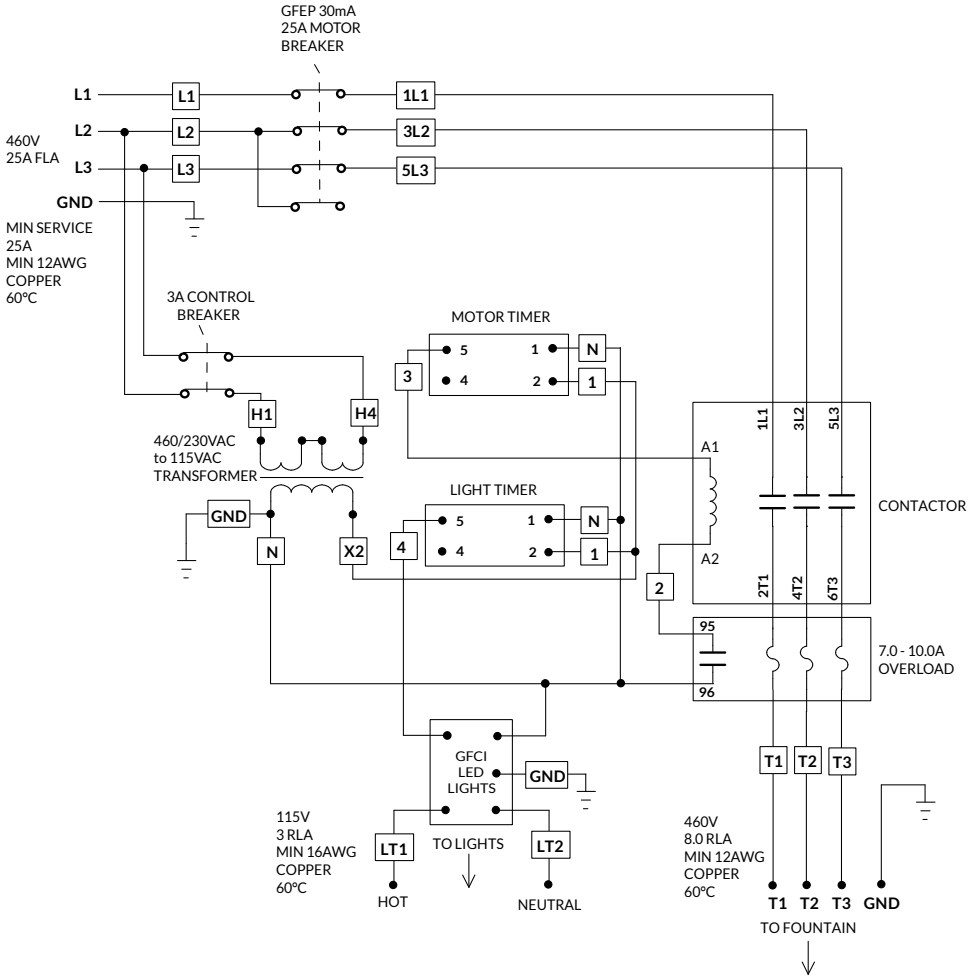 GFEP 30mA
25A MOTOR
BREAKER
L1 L1 1L1
L2 L2 3L2
460V
25A FLA
L3 L3 5L3
GND
MIN SERVICE
25A
MIN 12AWG
COPPER
60°C
3A CONTROL
BREAKER
MOTOR TIMER
5 1 N
3
4 2 1
H1 H4
1L1 3L2 5L3
460/230VAC
to 115VAC
TRANSFORMER
A1
LIGHT TIMER
CONTACTOR
GND
5 1 N
N X2 4
4 2 1
A2
2
2T1 4T2 6T3
95
7.0 - 10.0A
OVERLOAD
96
GFCI
LED
LIGHTS
GND
T1 T2 T3
115V
3 RLA
MIN 16AWG
COPPER
60°C
LT1
TO LIGHTS
LT2
HOT
NEUTRAL
460V
8.0 RLA
MIN 12AWG
COPPER
60°C
T1 T2 T3 GND
TO FOUNTAIN